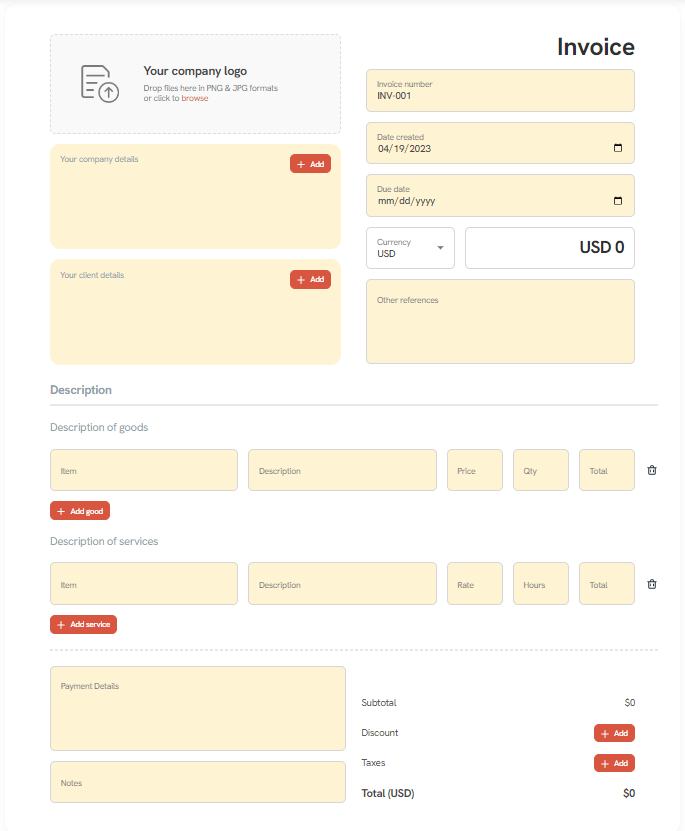 Invoice
Your company logo
Drop files here in PNG & JPG formats
or click to browse
Invoice number
INV-001
Date created
04/19/2023
Your company details
+ Add
Due date
mm/dd/yyyy
Currency
USD
USD 0
Your client details
+ Add
Other references
Description
Description of goods
Item
Description
Price
Qty
Total
+ Add good
Description of services
Item
Description
Rate
Hours
Total
+ Add service
Payment Details
Notes
Subtotal
$0
Discount
+ Add
Taxes
+ Add
Total (USD)
$0